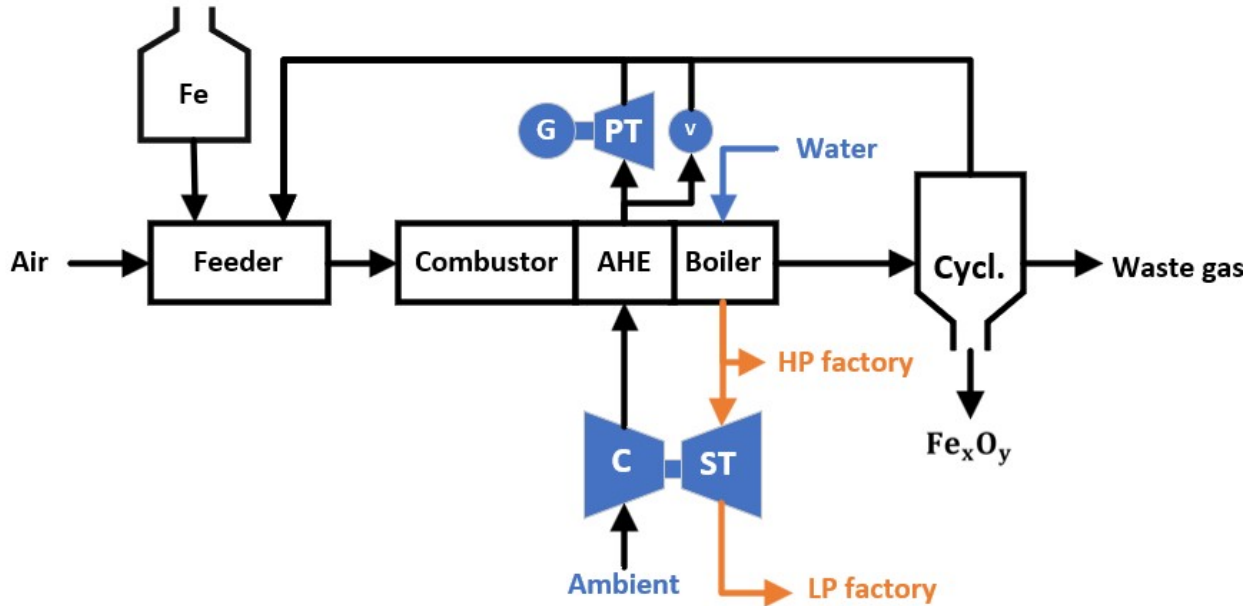 Fe
G
PT
V
Water
Air
Feeder
Combustor
AHE
Boiler
Cycl.
Waste gas
HP factory
C
ST
FexOy
Ambient
LP factory